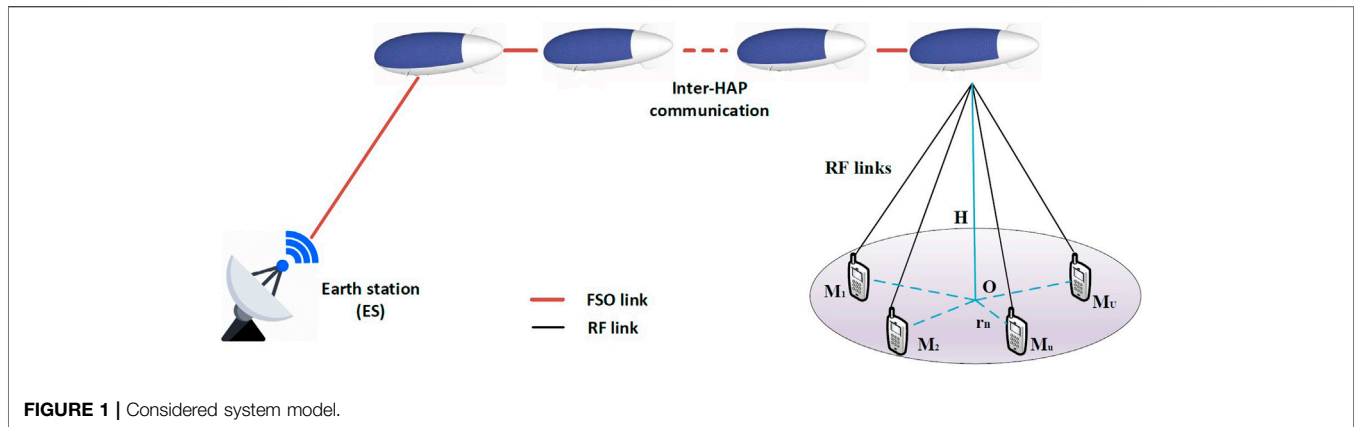 Inter-HAP
communication
RF links
H
Earth station
(ES)
FSO link
RF link
M₁
O
Mᵤ
rₙ
M₂
Mᵤ
FIGURE 1 | Considered system model.